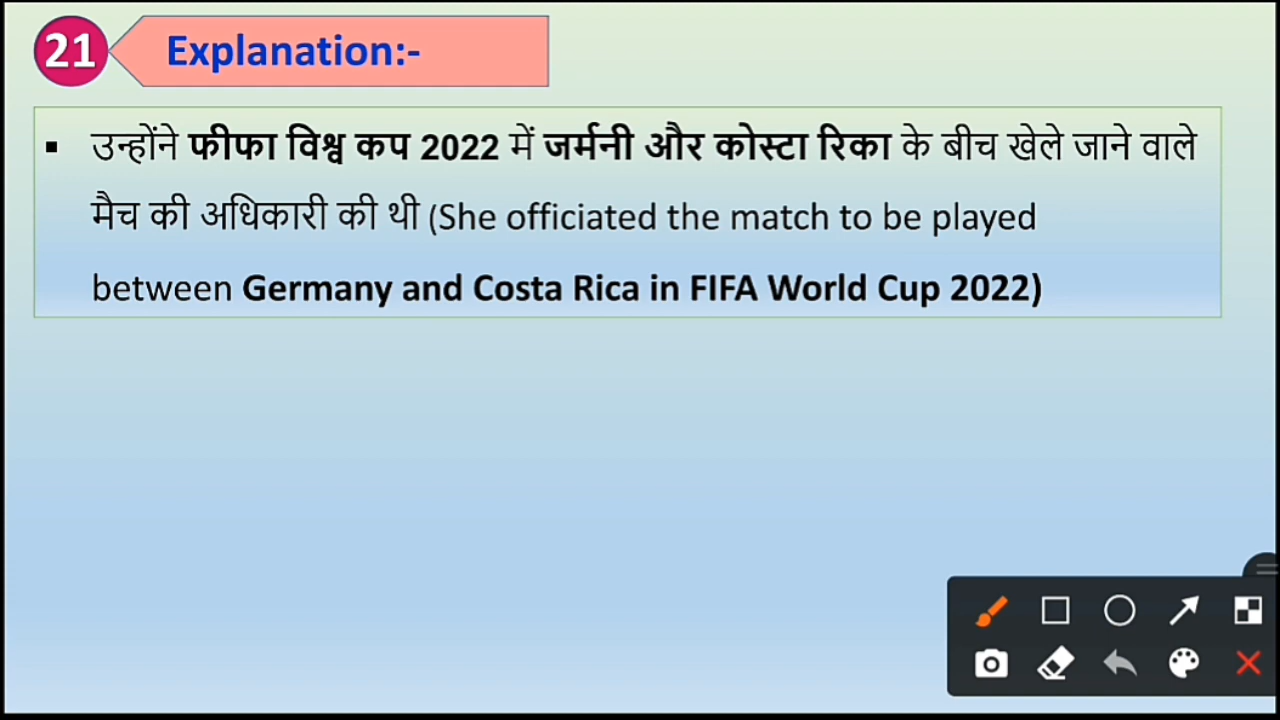 21 Explanation:-
▪ उन्होंने फीफा विश्व कप 2022 में जर्मनी और कोस्टा रिका के बीच खेले जाने वाले
मैच की अधिकारी की थी (She officiated the match to be played
between Germany and Costa Rica in FIFA World Cup 2022)